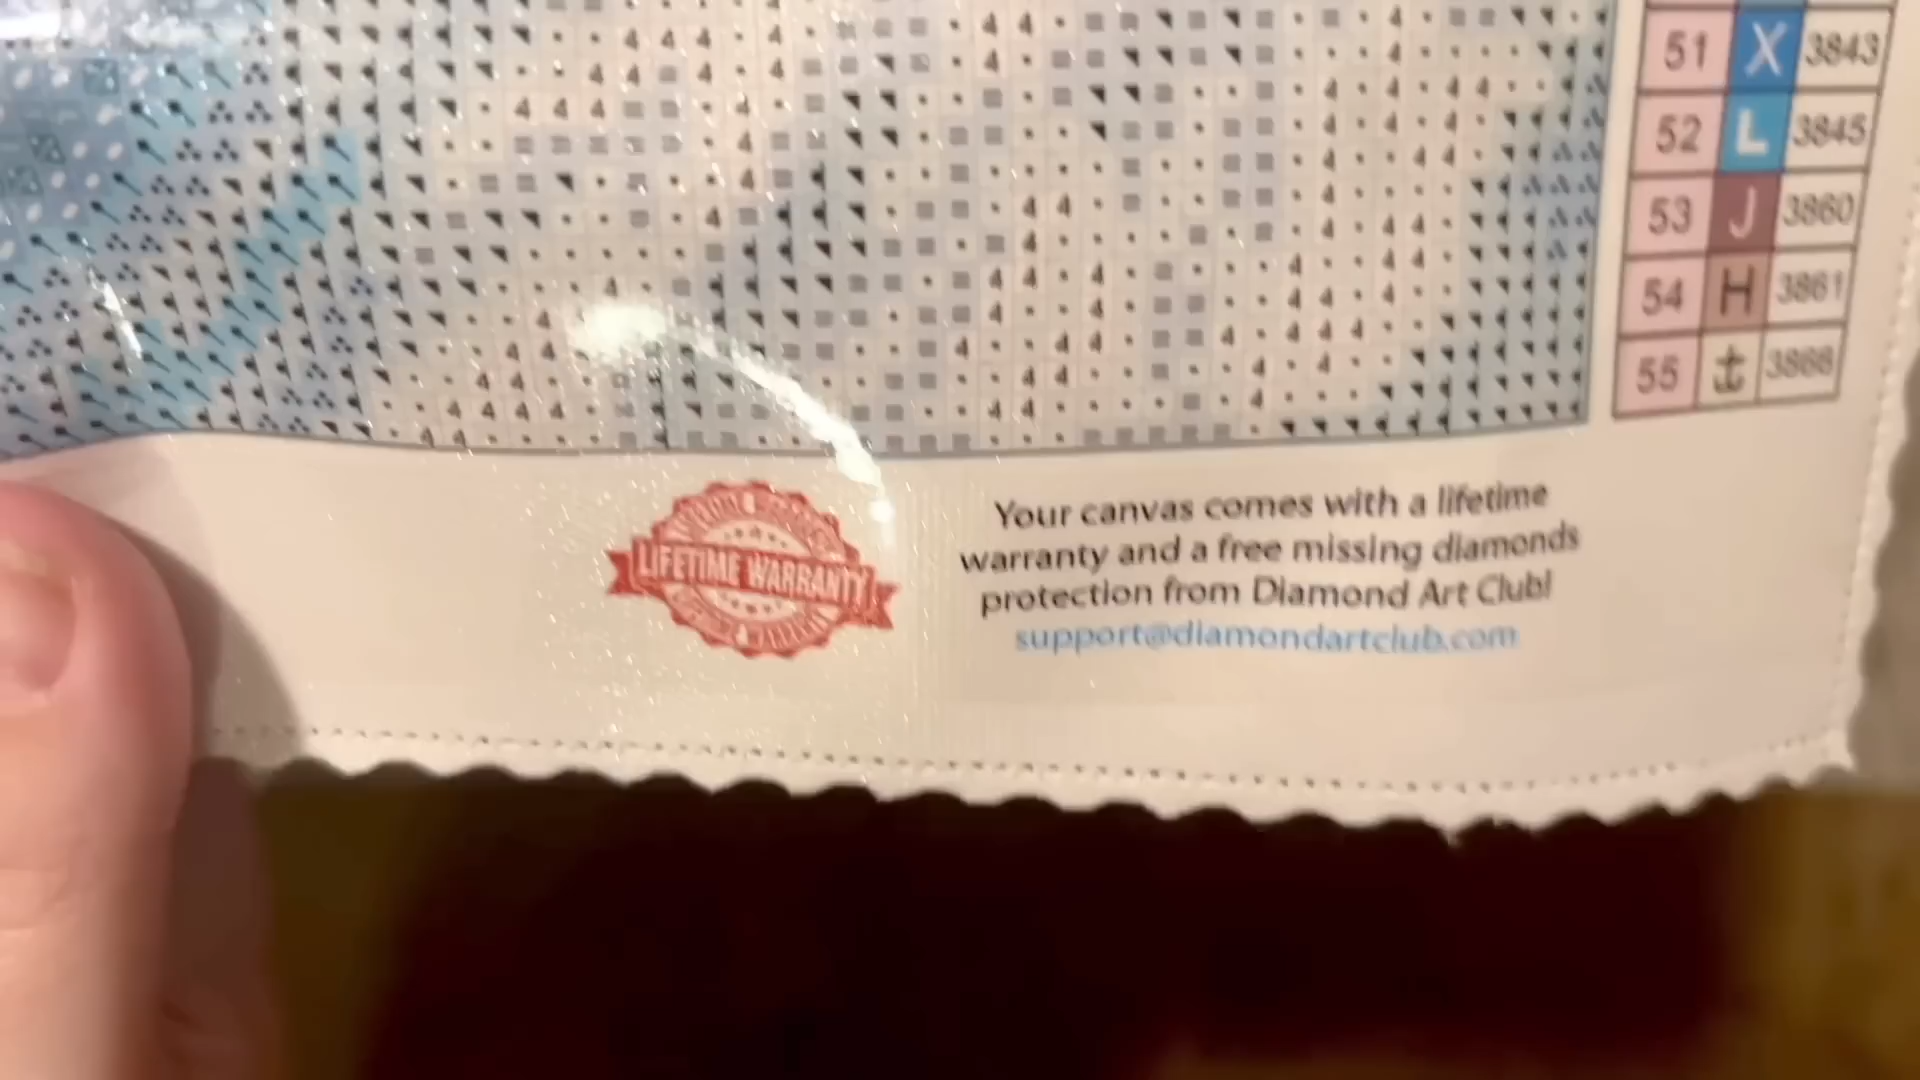 51 X 3843
52 L 3845
53 J 3860
54 H 3861
55 3866
LIFETIME WARRANTY
Your canvas comes with a lifetime
warranty and a free missing diamonds
protection from Diamond Art Club!
support@diamondartclub.com